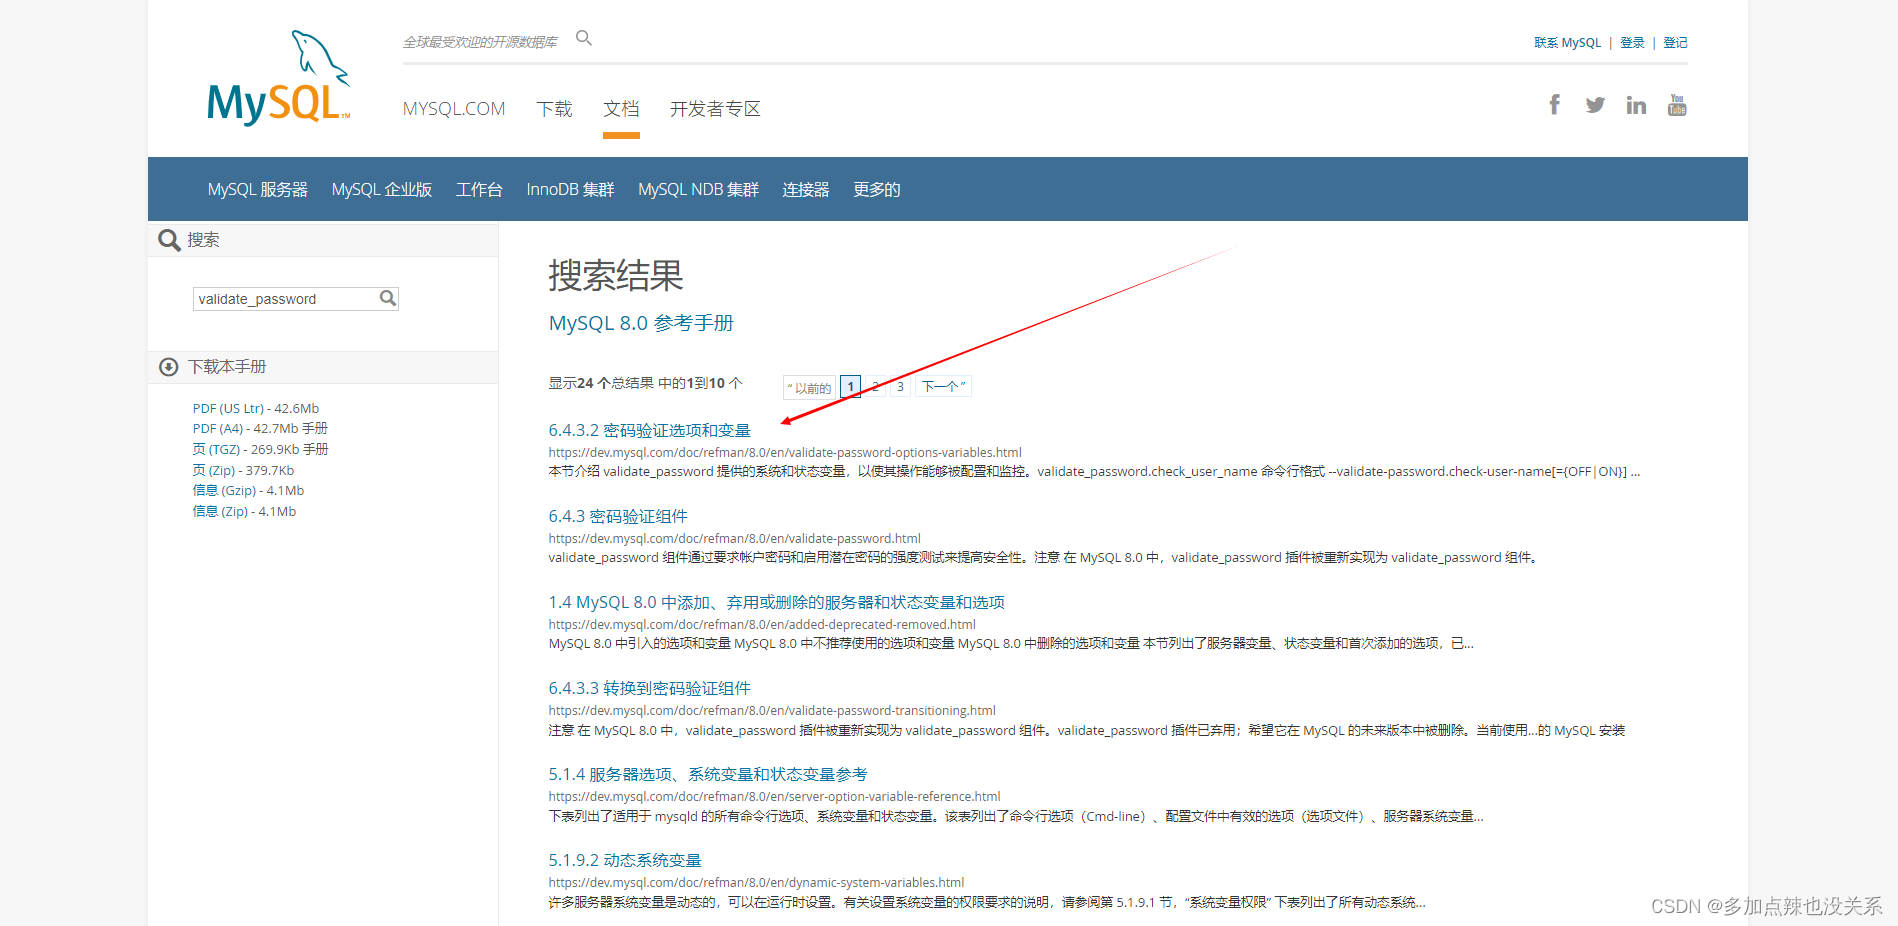 全球最受欢迎的开源数据库
联系 MySQL | 登录 | 登记
MySQL™
MYSQL.COM 下载 文档 开发者专区
You Tube
MySQL 服务器 MySQL 企业版 工作台 InnoDB 集群 MySQL NDB 集群 连接器 更多的
搜索
validate_password
下载本手册
PDF (US Ltr) - 42.6Mb
PDF (A4) - 42.7Mb 手册
页 (TGZ) - 269.9Kb 手册
页 (Zip) - 379.7Kb
信息 (Gzip) - 4.1Mb
信息 (Zip) - 4.1Mb
搜索结果
MySQL 8.0 参考手册
显示24 个总结果 中的1到10 个 “ 以前的 1 2 3 下一个 ”
6.4.3.2 密码验证选项和变量
https://dev.mysql.com/doc/refman/8.0/en/validate-password-options-variables.html
本节介绍 validate_password 提供的系统和状态变量，以使其操作能够被配置和监控。validate_password.check_user_name 命令行格式 --validate-password.check-user-name[={OFF|ON}] ...
6.4.3 密码验证组件
https://dev.mysql.com/doc/refman/8.0/en/validate-password.html
validate_password 组件通过要求帐户密码和启用潜在密码的强度测试来提高安全性。注意 在 MySQL 8.0 中，validate_password 插件被重新实现为 validate_password 组件。
1.4 MySQL 8.0 中添加、弃用或删除的服务器和状态变量和选项
https://dev.mysql.com/doc/refman/8.0/en/added-deprecated-removed.html
MySQL 8.0 中引入的选项和变量 MySQL 8.0 中不推荐使用的选项和变量 MySQL 8.0 中删除的选项和变量 本节列出了服务器变量、状态变量和首次添加的选项，已...
6.4.3.3 转换到密码验证组件
https://dev.mysql.com/doc/refman/8.0/en/validate-password-transitioning.html
注意 在 MySQL 8.0 中，validate_password 插件被重新实现为 validate_password 组件。validate_password 插件已弃用；希望它在 MySQL 的未来版本中被删除。当前使用...的 MySQL 安装
5.1.4 服务器选项、系统变量和状态变量参考
https://dev.mysql.com/doc/refman/8.0/en/server-option-variable-reference.html
下表列出了适用于 mysqld 的所有命令行选项、系统变量和状态变量。该表列出了命令行选项（Cmd-line）、配置文件中有效的选项（选项文件）、服务器系统变量...
5.1.9.2 动态系统变量
https://dev.mysql.com/doc/refman/8.0/en/dynamic-system-variables.html
许多服务器系统变量是动态的，可以在运行时设置。有关设置系统变量的权限要求的说明，请参阅第 5.1.9.1 节，“系统变量权限” 下表列出了所有动态系统...
CSDN @多加点辣也没关系